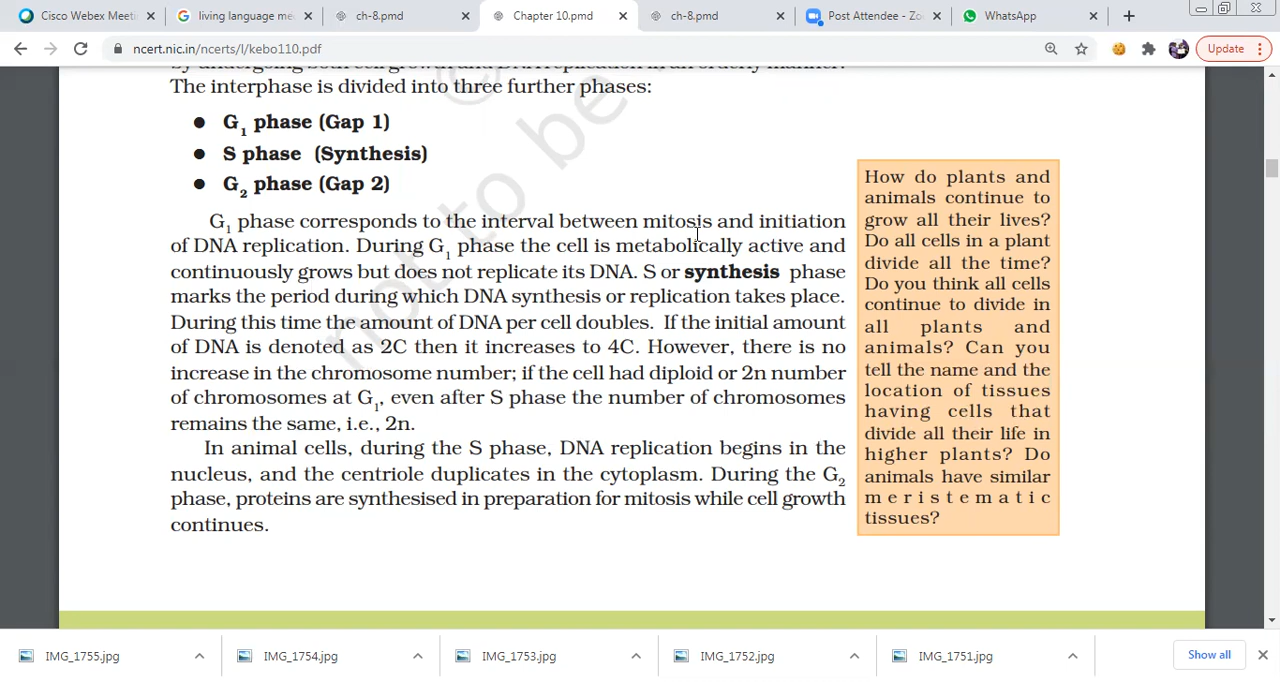 Cisco Webex Meeti
living language me
ch-8.pmd
Chapter 10.pmd
ch-8.pmd
Post Attendee - Zo
WhatsApp
ncert.nic.in/ncerts/l/kebo110.pdf
Update
The interphase is divided into three further phases:
● G1 phase (Gap 1)
● S phase (Synthesis)
● G2 phase (Gap 2)
G1 phase corresponds to the interval between mitosis and initiation
of DNA replication. During G1 phase the cell is metabolically active and
continuously grows but does not replicate its DNA. S or synthesis phase
marks the period during which DNA synthesis or replication takes place.
During this time the amount of DNA per cell doubles. If the initial amount
of DNA is denoted as 2C then it increases to 4C. However, there is no
increase in the chromosome number; if the cell had diploid or 2n number
of chromosomes at G1, even after S phase the number of chromosomes
remains the same, i.e., 2n.
In animal cells, during the S phase, DNA replication begins in the
nucleus, and the centriole duplicates in the cytoplasm. During the G2
phase, proteins are synthesised in preparation for mitosis while cell growth
continues.
How do plants and
animals continue to
grow all their lives?
Do all cells in a plant
divide all the time?
Do you think all cells
continue to divide in
all plants and
animals? Can you
tell the name and the
location of tissues
having cells that
divide all their life in
higher plants? Do
animals have similar
meristematic
tissues?
©
not to be
IMG_1755.jpg
IMG_1754.jpg
IMG_1753.jpg
IMG_1752.jpg
IMG_1751.jpg
Show all